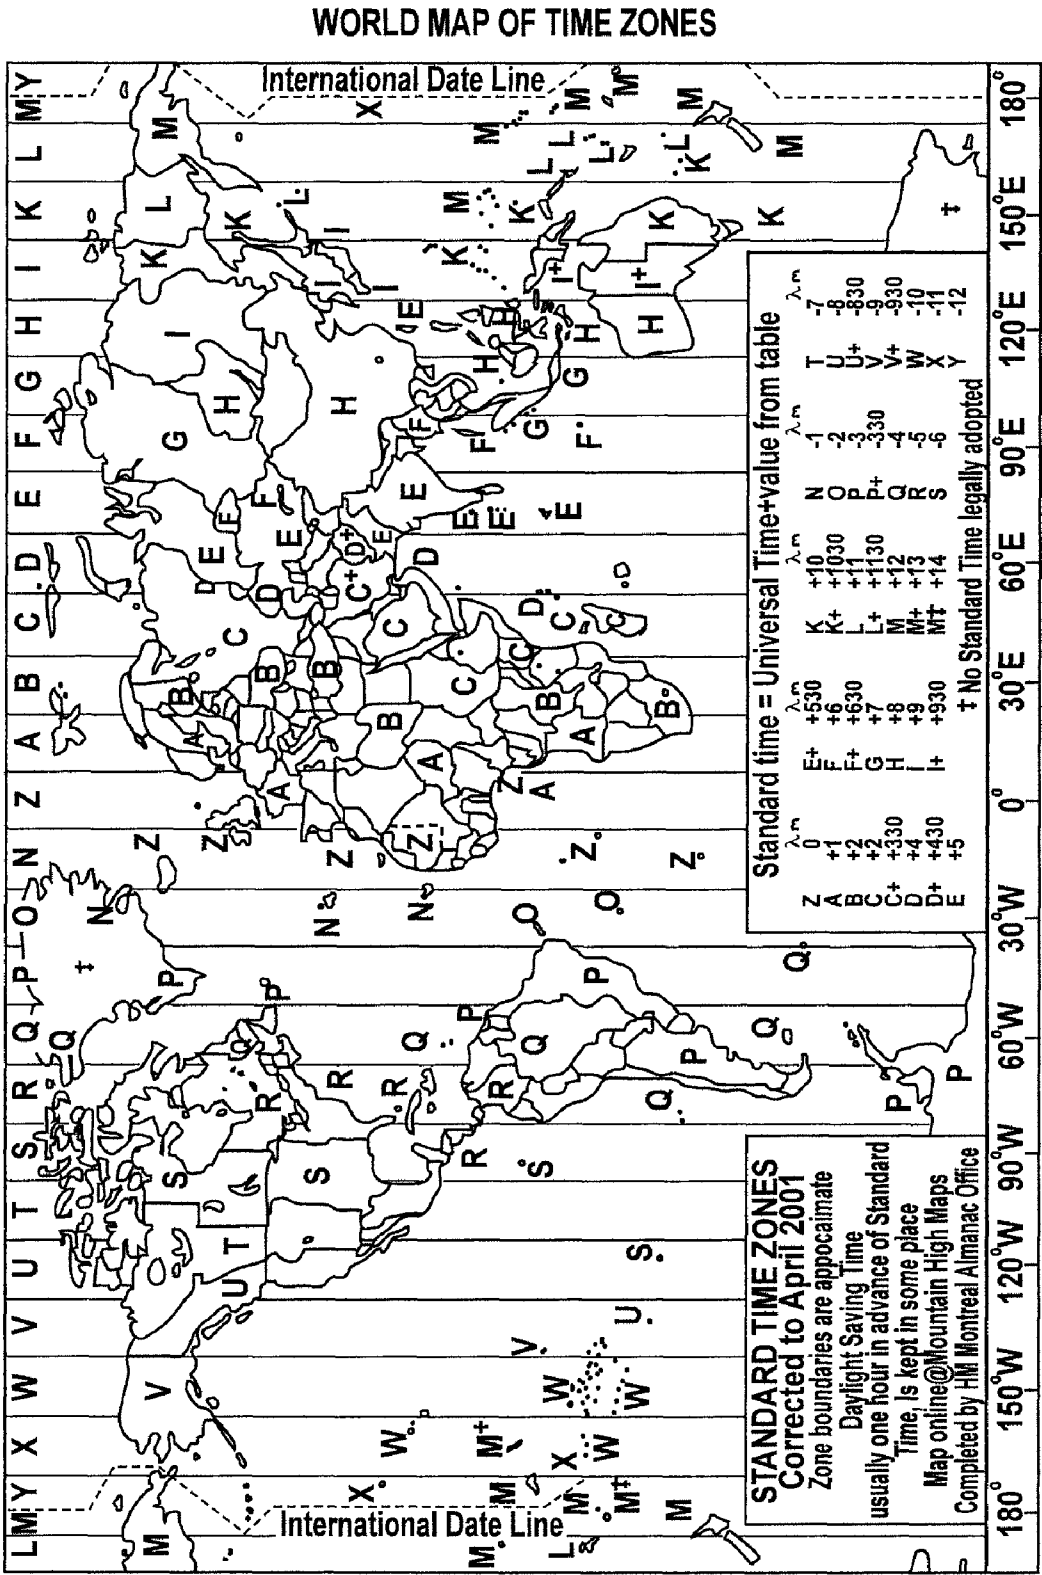 WORLD MAP OF TIME ZONES
L M Y X W V U T S R Q P O N Z A B C D E F G H I K L M Y
International Date Line
International Date Line
M V U T S S R R Q Q P P N ‡
Z Z Z Z A A A B B B B B B C C C C C
D D D E E E E E F F G H H I I K K L L M
C+ D+ I+ I+
X W M+ M M M M‡ M L X W W W V U S S R R Q Q P P Q P P Q Q Q P P
N N O O Z Z Z A A C C D E E E F F G G H H H H K K K K L L L M M M M M M X ‡
STANDARD TIME ZONES
Corrected to April 2001
Zone boundaries are appocaimate
Daylight Saving Time
usually one hour in advance of Standard
Time, Is kept in some place
Map online@Mountain High Maps
Completed by HM Montreal Almanac Office
Standard time = Universal Time+value from table
λ m λ m λ m λ m λ m
Z 0 E+ +530 K +10 N -1 T -7
A +1 F +6 K+ +1030 O -2 U -8
B +2 F+ +630 L +11 P -3 U+ -830
C +2 G +7 L+ +1130 P+ -330 V -9
C+ +330 H +8 M +12 Q -4 V+ -930
D +4 I +9 M+ +13 R -5 W -10
D+ +430 I+ +930 M‡ +14 S -6 X -11
E +5 Y -12
‡ No Standard Time legally adopted
180° 150°W 120°W 90°W 60°W 30°W 0° 30°E 60°E 90°E 120°E 150°E 180°